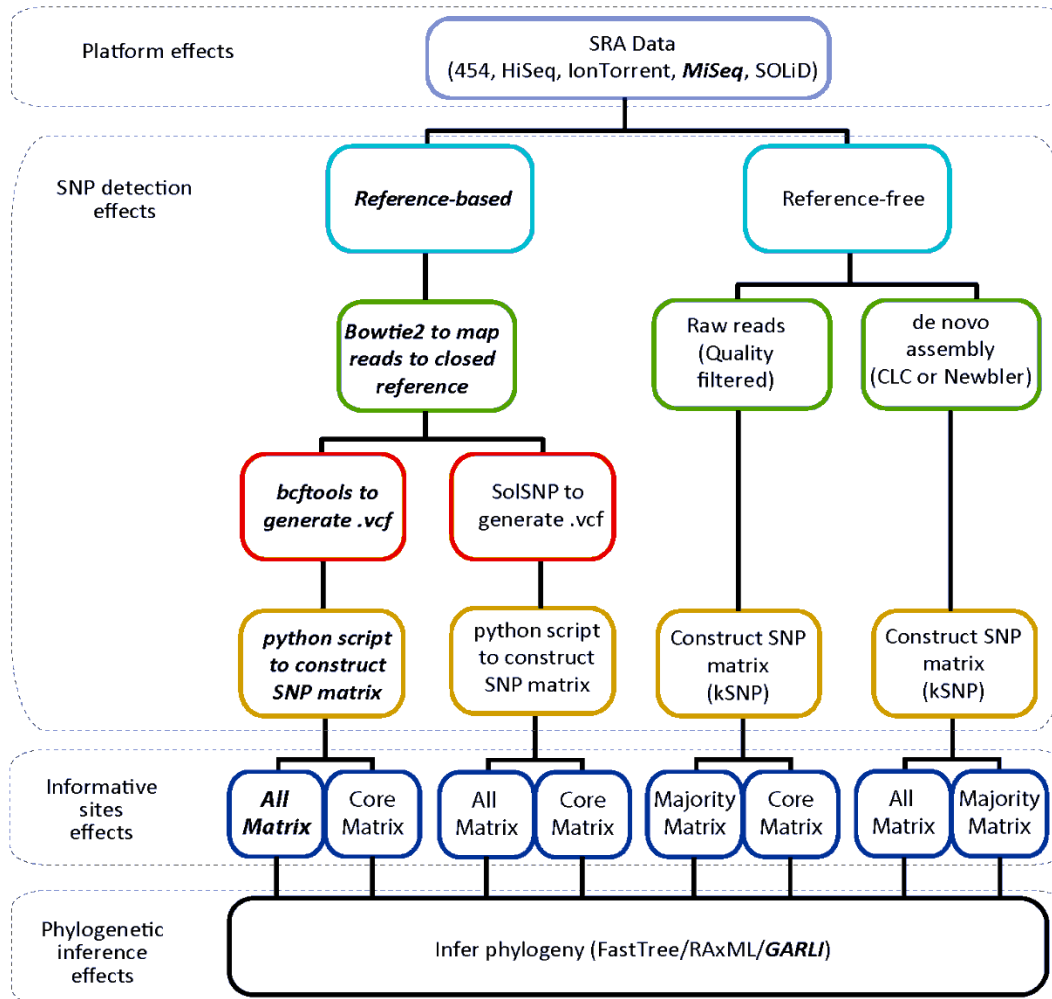 Platform effects
SRA Data
(454, HiSeq, IonTorrent, MiSeq, SOLiD)
SNP detection
effects
Reference-based
Reference-free
Bowtie2 to map
reads to closed
reference
Raw reads
(Quality
filtered)
de novo
assembly
(CLC or Newbler)
bcftools to
generate .vcf
SolSNP to
generate .vcf
python script
to construct
SNP matrix
python script
to construct
SNP matrix
Construct SNP
matrix
(kSNP)
Construct SNP
matrix
(kSNP)
Informative
sites
effects
All
Matrix
Core
Matrix
All
Matrix
Core
Matrix
Majority
Matrix
Core
Matrix
All
Matrix
Majority
Matrix
Phylogenetic
inference
effects
Infer phylogeny (FastTree/RAxML/GARLI)